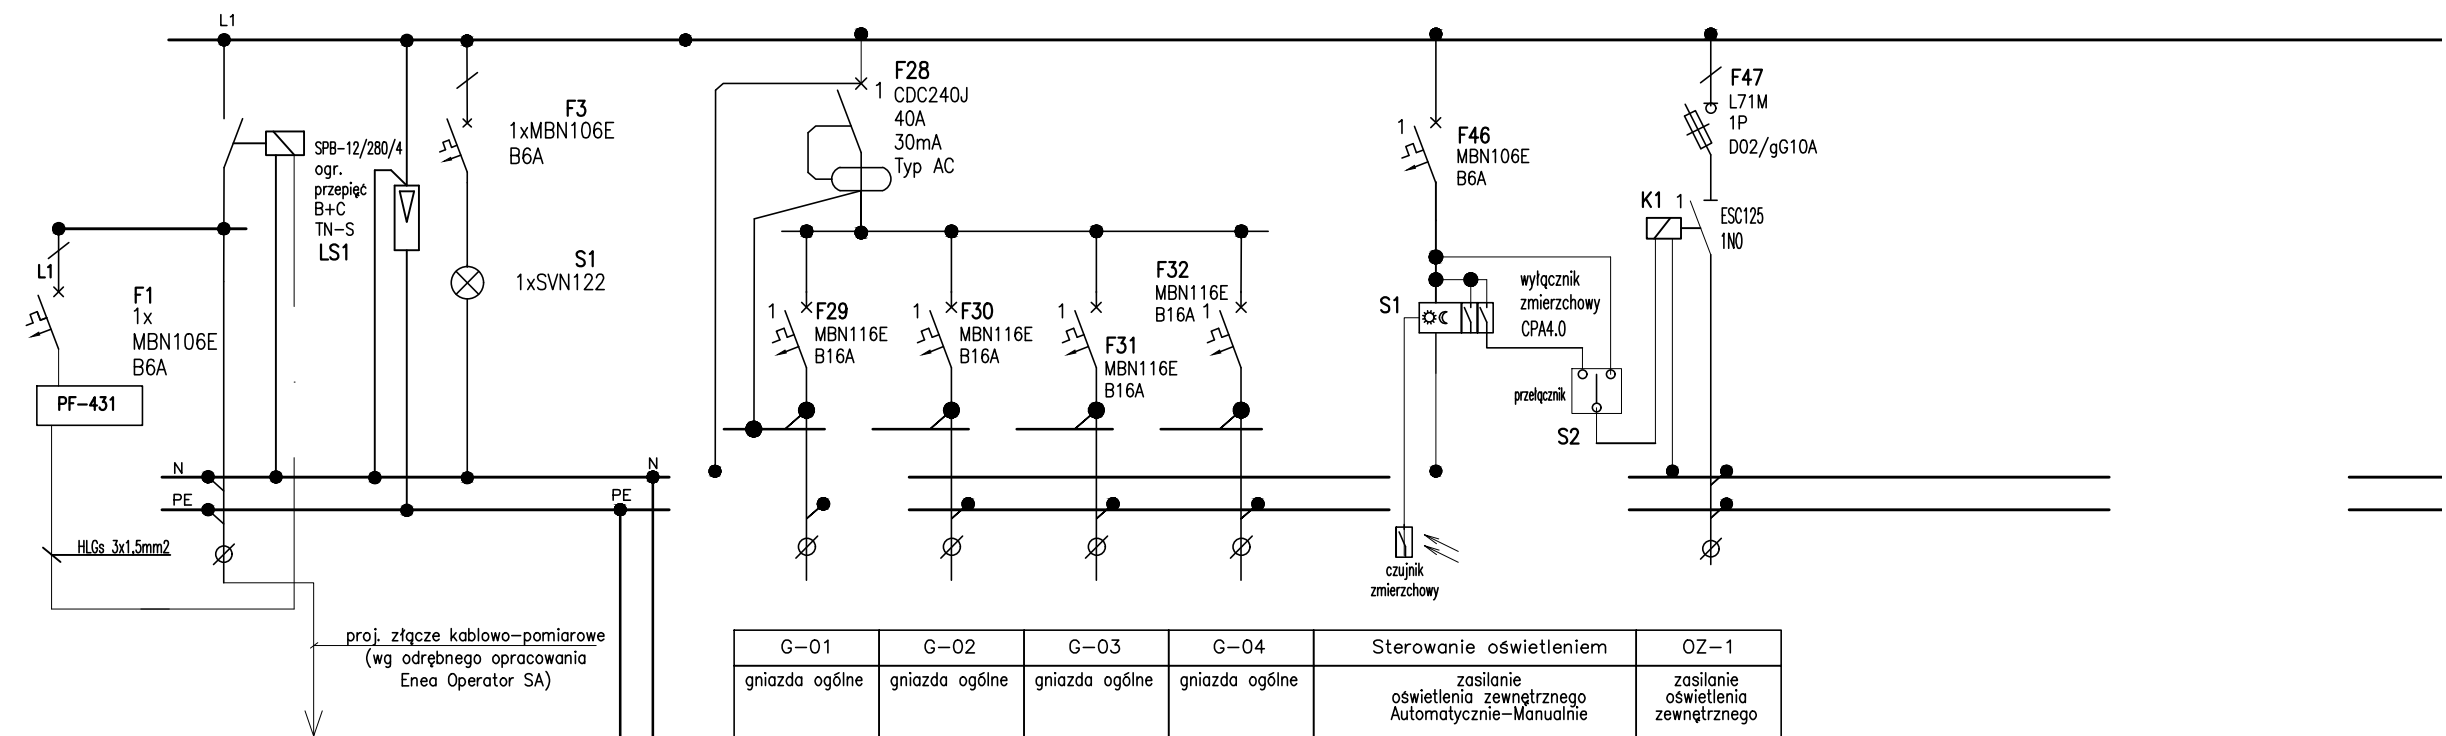 L1
F3
1xMBN106E
B6A
SPB-12/280/4
ogr.
przepięć
B+C
TN-S
LS1
S1
1xSVN122
L1
F1
1x
MBN106E
B6A
PF-431
N
PE
N
PE
HLGs 3x1,5mm2
proj. złącze kablowo-pomiarowe
(wg odrębnego opracowania
Enea Operator SA)
F28
1
CDC240J
40A
30mA
Typ AC
1
F29
MBN116E
B16A
1
F30
MBN116E
B16A
1
F31
MBN116E
B16A
F32
MBN116E
B16A
1
1
F46
MBN106E
B6A
S1
wyłącznik
zmierzchowy
CPA4.0
przełącznik
S2
czujnik
zmierzchowy
F47
L71M
1P
D02/gG10A
K1
1
ESC125
1NO
G-01
G-02
G-03
G-04
Sterowanie oświetleniem
OZ-1
gniazda ogólne
gniazda ogólne
gniazda ogólne
gniazda ogólne
zasilanie
oświetlenia zewnętrznego
Automatycznie-Manualnie
zasilanie
oświetlenia
zewnętrznego